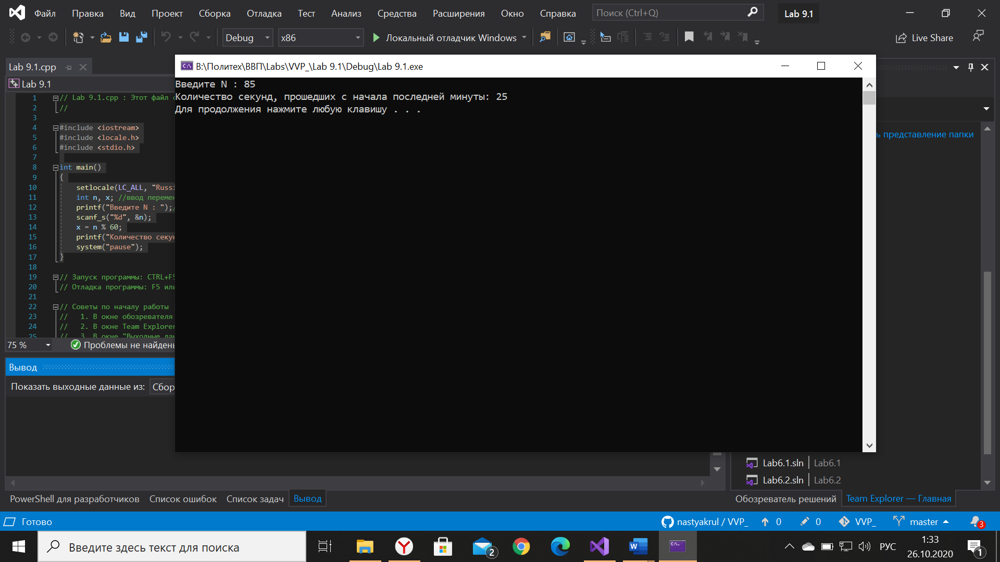 Файл Правка Вид Проект Сборка Отладка Тест Анализ Средства Расширения Окно Справка Поиск (Ctrl+Q) Lab 9.1
Debug x86 Локальный отладчик Windows Live Share
Lab 9.1.cpp
Lab 9.1
B:\Политех\ВВП\Labs\VVP_\Lab 9.1\Debug\Lab 9.1.exe
Введите N : 85
Количество секунд, прошедших с начала последней минуты: 25
Для продолжения нажмите любую клавишу . . .
1 // Lab 9.1.cpp : Этот файл
2 //
3
4 #include <iostream>
5 #include <locale.h>
6 #include <stdio.h>
7
8 int main()
9 {
10 setlocale(LC_ALL, "Russi
11 int n, x; //ввод перемен
12 printf("Введите N : ");/
13 scanf_s("%d", &n);
14 x = n % 60;
15 printf("Количество секун
16 system("pause");
17 }
18
19 // Запуск программы: CTRL+F5
20 // Отладка программы: F5 или
21
22 // Советы по началу работы
23 // 1. В окне обозревателя
24 // 2. В окне Team Explorer
25 // 3. В окне "Выходные дан
75 % Проблемы не найдены
ь представление папки
Вывод
Показать выходные данные из: Сбор
Lab6.1.sln | Lab6.1
Lab6.2.sln | Lab6.2
PowerShell для разработчиков Список ошибок Список задач Вывод
Обозреватель решений Team Explorer — Главная
Готово nastyakrul / VVP_ 0 0 VVP_ master 3
Введите здесь текст для поиска 2 РУС 1:33
26.10.2020 1